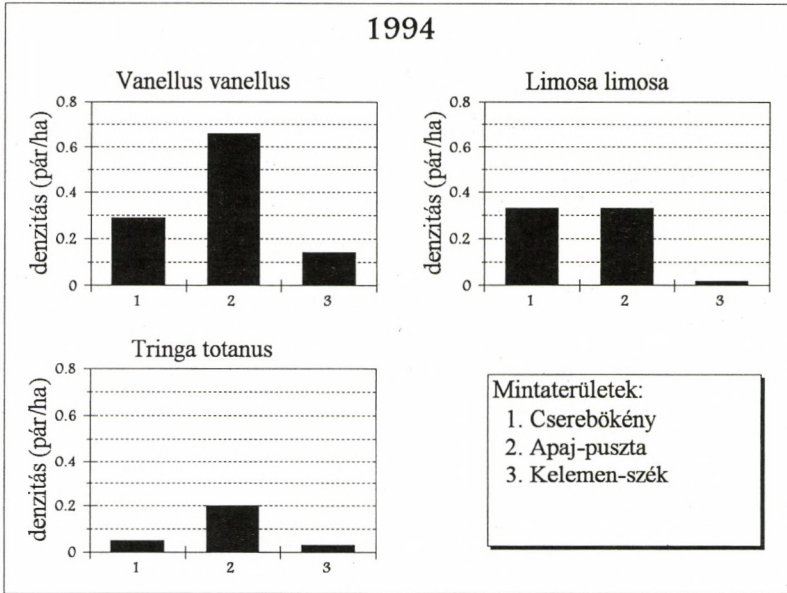 1994
Vanellus vanellus
denzitás (pár/ha)
0.8
0.6
0.4
0.2
0
1 2 3
Limosa limosa
denzitás (pár/ha)
0.8
0.6
0.4
0.2
0
1 2 3
Tringa totanus
denzitás (pár/ha)
0.8
0.6
0.4
0.2
0
1 2 3
Mintaterületek:
1. Cserebökény
2. Apaj-puszta
3. Kelemen-szék